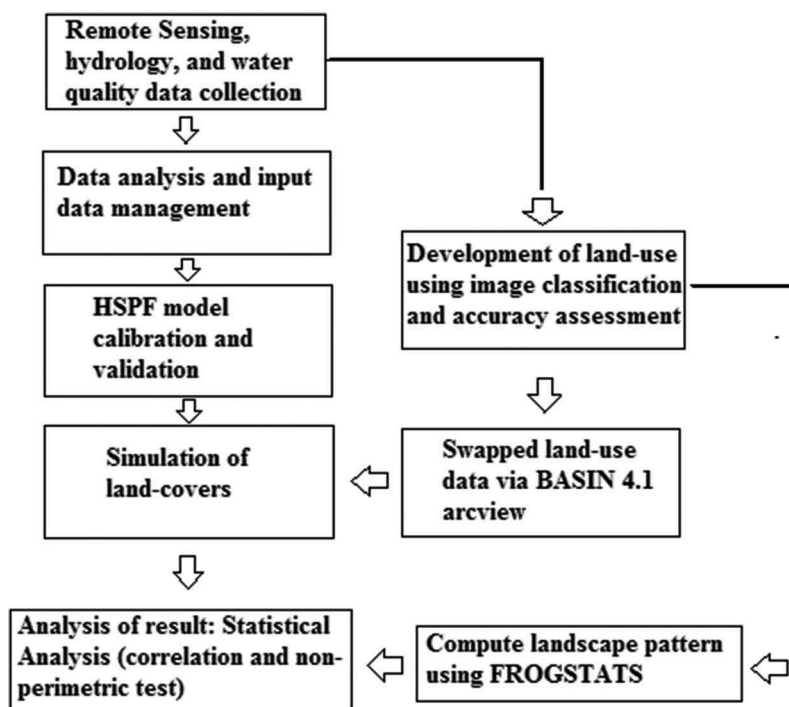 Remote Sensing,
hydrology, and water
quality data collection
Data analysis and input
data management
Development of land-use
using image classification
and accuracy assessment
HSPF model
calibration and
validation
Simulation of
land-covers
Swapped land-use
data via BASIN 4.1
arcview
Analysis of result: Statistical
Analysis (correlation and non-
perimetric test)
Compute landscape pattern
using FROGSTATS